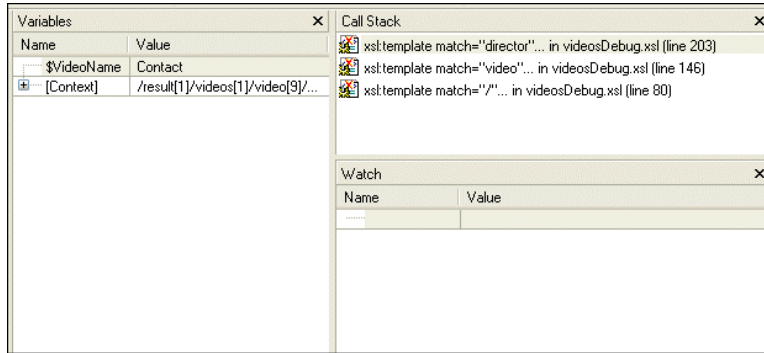 Variables
Name Value
$VideoName Contact
[Context] /result[1]/videos[1]/video[9]/...
Call Stack
xsl:template match="director"... in videosDebug.xsl (line 203)
xsl:template match="video"... in videosDebug.xsl (line 146)
xsl:template match="/"... in videosDebug.xsl (line 80)
Watch
Name Value